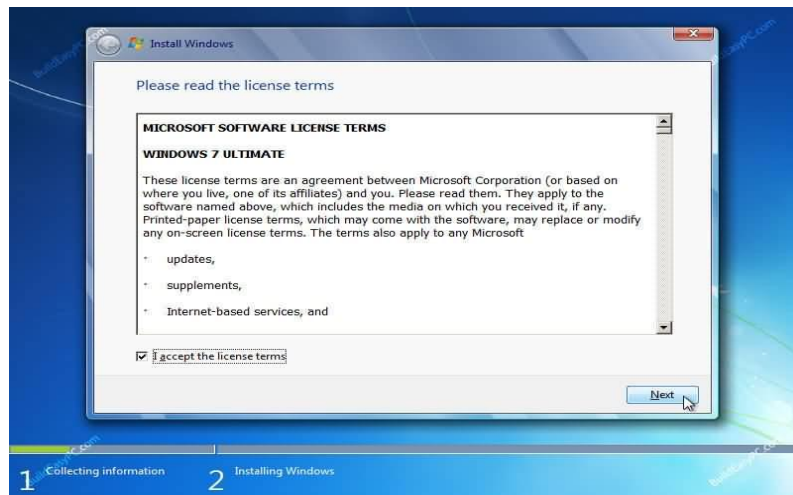 Install Windows
Please read the license terms
MICROSOFT SOFTWARE LICENSE TERMS
WINDOWS 7 ULTIMATE
These license terms are an agreement between Microsoft Corporation (or based on
where you live, one of its affiliates) and you. Please read them. They apply to the
software named above, which includes the media on which you received it, if any.
Printed-paper license terms, which may come with the software, may replace or modify
any on-screen license terms. The terms also apply to any Microsoft
· updates,
· supplements,
· Internet-based services, and
I accept the license terms
Next
1 Collecting information
2 Installing Windows
BuildEasyPC.com
BuildEasyPC.com